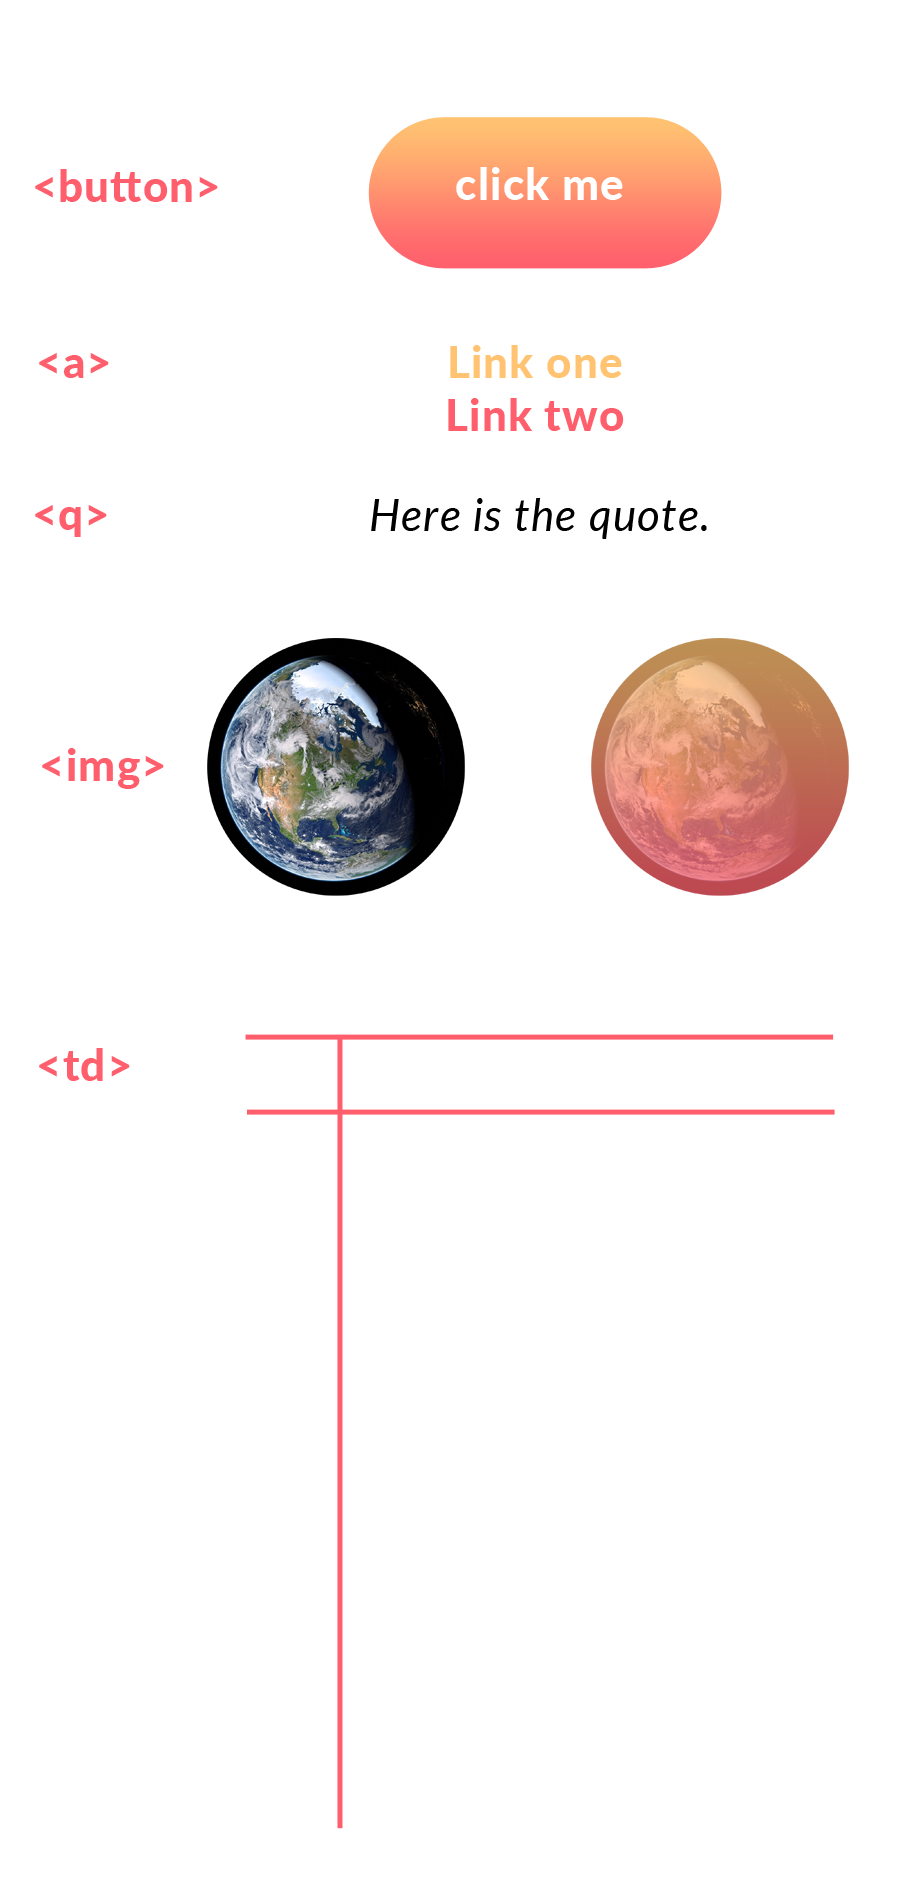 <button>
click me
<a>
Link one
Link two
<q>
Here is the quote.
<img>
<td>